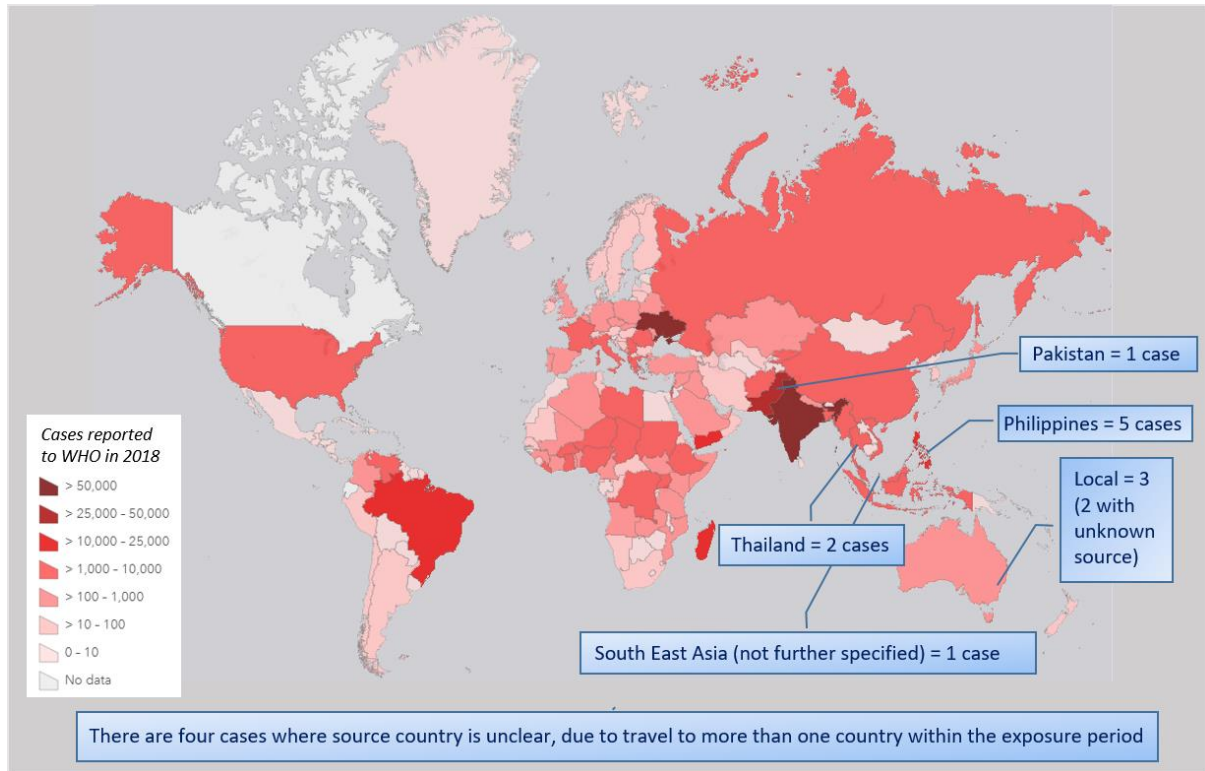 Cases reported
to WHO in 2018
> 50,000
> 25,000 - 50,000
> 10,000 - 25,000
> 1,000 - 10,000
> 100 - 1,000
> 10 - 100
0 - 10
No data
Pakistan = 1 case
Philippines = 5 cases
Local = 3
(2 with
unknown
source)
Thailand = 2 cases
South East Asia (not further specified) = 1 case
There are four cases where source country is unclear, due to travel to more than one country within the exposure period